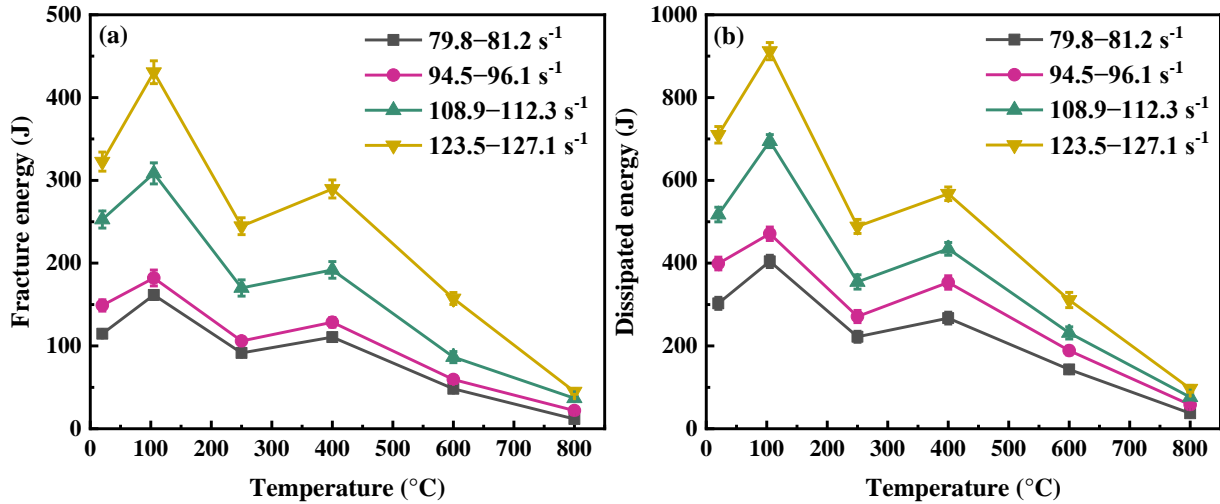 (a)
79.8−81.2 s-1
94.5−96.1 s-1
108.9−112.3 s-1
123.5−127.1 s-1
Fracture energy (J)
500
400
300
200
100
0
0 100 200 300 400 500 600 700 800
Temperature (°C)
(b)
79.8−81.2 s-1
94.5−96.1 s-1
108.9−112.3 s-1
123.5−127.1 s-1
Dissipated energy (J)
1000
800
600
400
200
0
0 100 200 300 400 500 600 700 800
Temperature (°C)